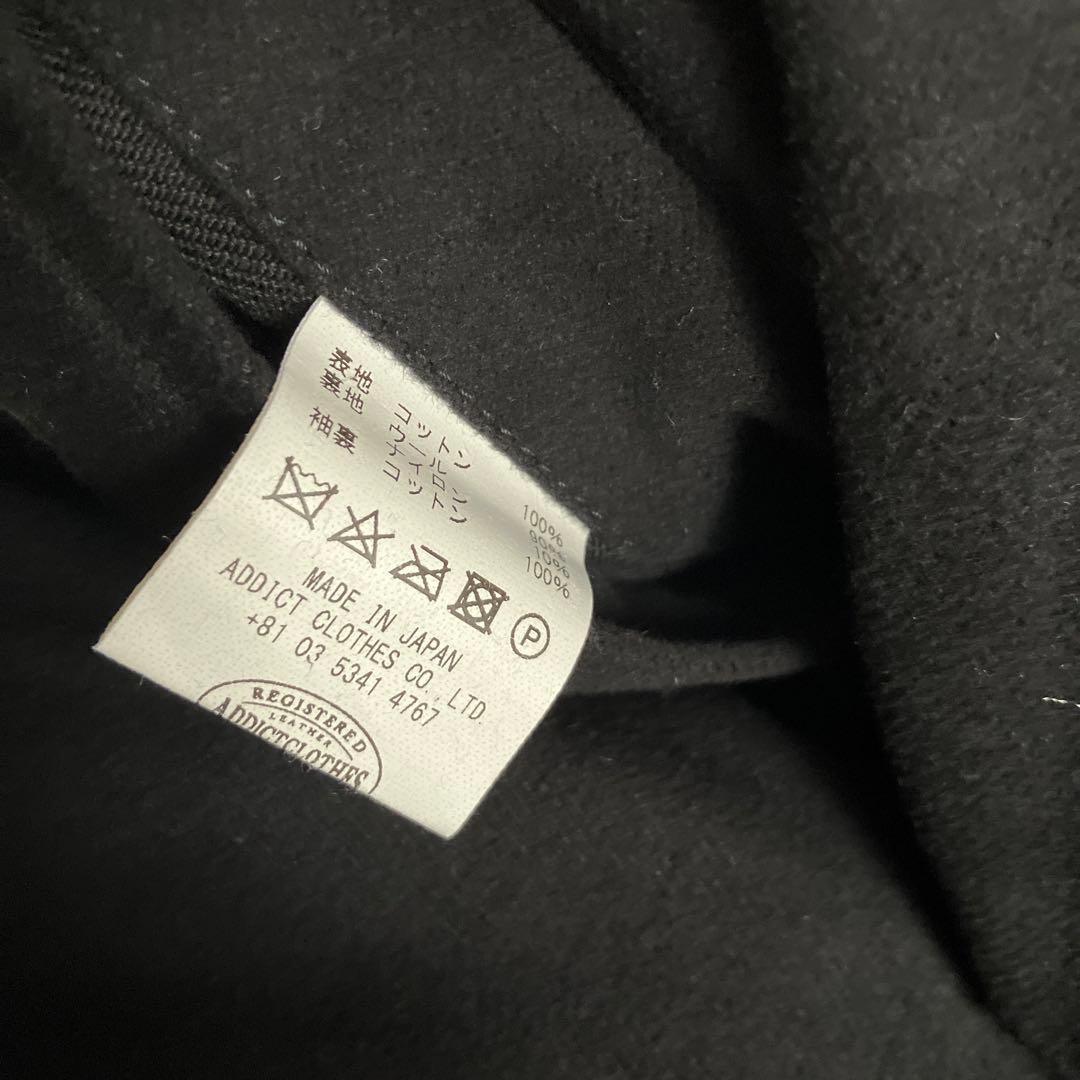 表地 コットン 100%
裏地 ウール 90%
ナイロン 10%
袖裏 コットン 100%
P
MADE IN JAPAN
ADDICT CLOTHES CO., LTD.
+81 03 5341 4767
REGISTERED
LEATHER
ADDICTCLOTHES